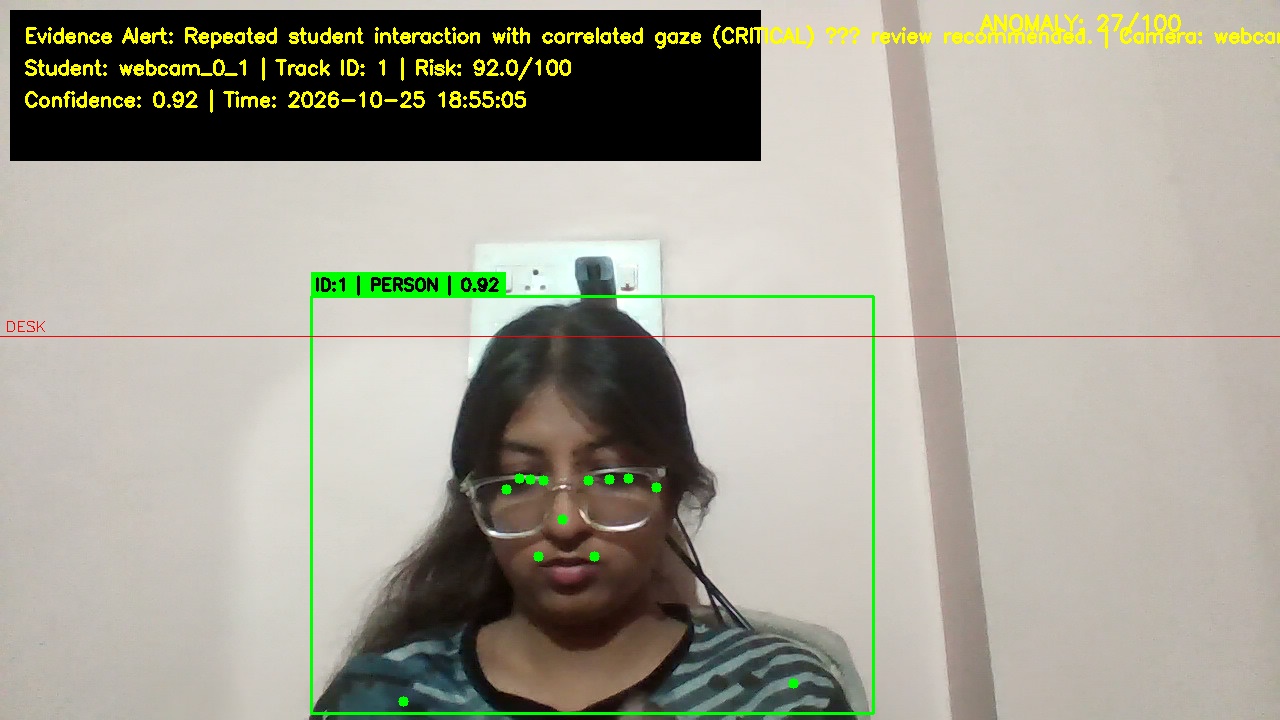 ANOMALY: 27/100
Evidence Alert: Repeated student interaction with correlated gaze (CRITICAL) ??? review recommended. | Camera: webcam
Student: webcam_0_1 | Track ID: 1 | Risk: 92.0/100
Confidence: 0.92 | Time: 2026-10-25 18:55:05
ID:1 | PERSON | 0.92
DESK